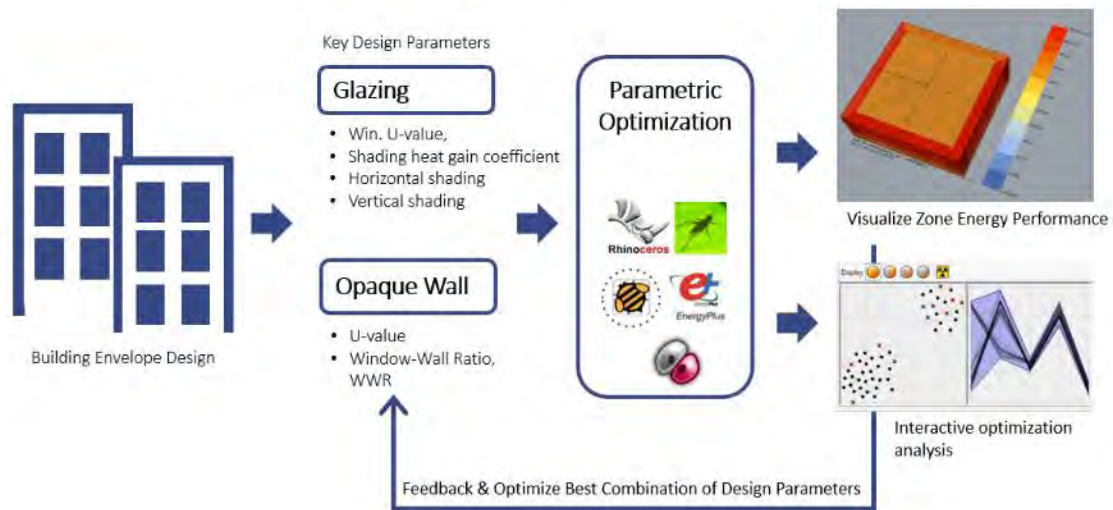 Key Design Parameters
Glazing
• Win. U-value,
• Shading heat gain coefficient
• Horizontal shading
• Vertical shading
Opaque Wall
• U-value
• Window-Wall Ratio,
WWR
Building Envelope Design
Parametric
Optimization
Rhinoceros
e+
EnergyPlus
Visualize Zone Energy Performance
Display
Interactive optimization
analysis
Feedback & Optimize Best Combination of Design Parameters